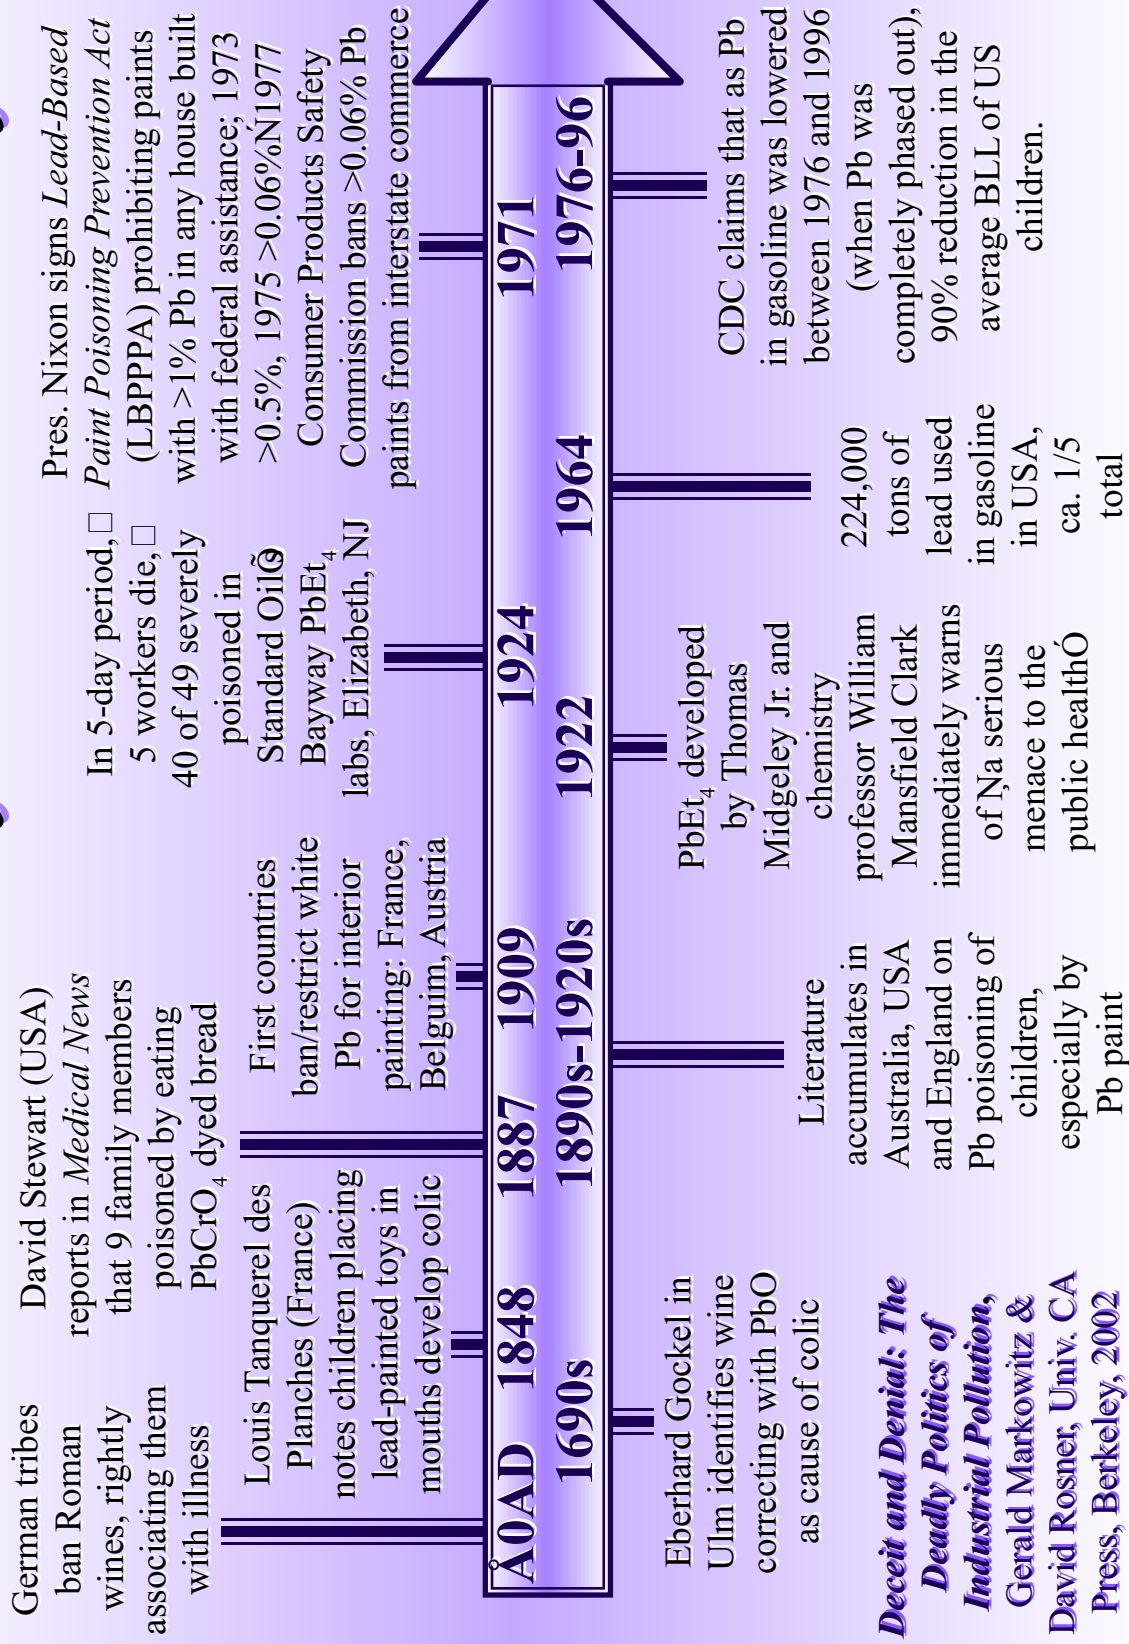 German tribes
ban Roman
wines, rightly
associating them
with illness
David Stewart (USA)
reports in Medical News
that 9 family members
poisoned by eating
PbCrO4 dyed bread
Louis Tanquerel des
Planches (France)
notes children placing
lead-painted toys in
mouths develop colic
First countries
ban/restrict white
Pb for interior
painting: France,
Belguim, Austria
In 5-day period,□
5 workers die,□
40 of 49 severely
poisoned in
Standard OilÕs
Bayway PbEt4
labs, Elizabeth, NJ
Pres. Nixon signs Lead-Based
Paint Poisoning Prevention Act
(LBPPPA) prohibiting paints
with >1% Pb in any house built
with federal assistance; 1973
>0.5%, 1975 >0.06%Ñ1977
Consumer Products Safety
Commission bans >0.06% Pb
paints from interstate commerce
Å0AD 1848 1887 1909 1924 1971
1690s 1890s-1920s 1922 1964 1976-96
Eberhard Gockel in
Ulm identifies wine
correcting with PbO
as cause of colic
Literature
accumulates in
Australia, USA
and England on
Pb poisoning of
children,
especially by
Pb paint
PbEt4 developed
by Thomas
Midgeley Jr. and
chemistry
professor William
Mansfield Clark
immediately warns
of Ņa serious
menace to the
public healthÓ
224,000
tons of
lead used
in gasoline
in USA,
ca. 1/5
total
CDC claims that as Pb
in gasoline was lowered
between 1976 and 1996
(when Pb was
completely phased out),
90% reduction in the
average BLL of US
children.
Deceit and Denial: The
Deadly Politics of
Industrial Pollution,
Gerald Markowitz &
David Rosner, Univ. CA
Press, Berkeley, 2002